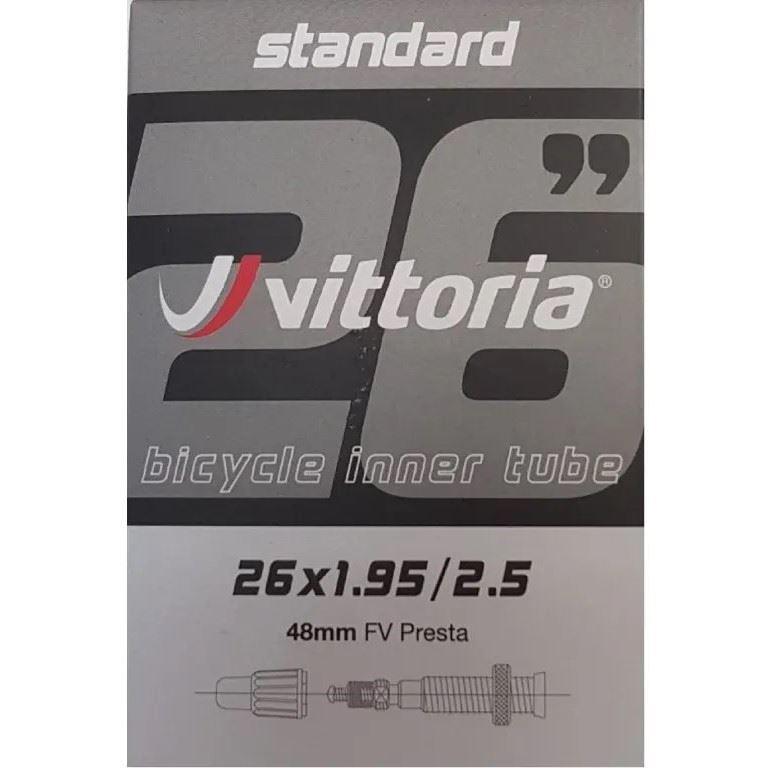 standard
26”
vittoria®
bicycle inner tube
26x1.95/2.5
48mm FV Presta